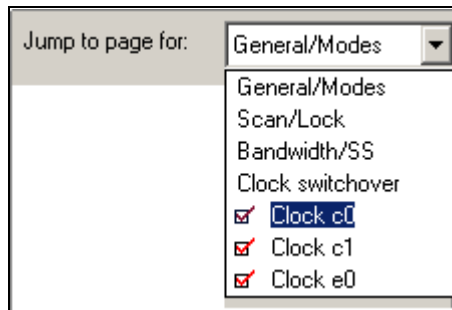 Jump to page for: General/Modes
General/Modes
Scan/Lock
Bandwidth/SS
Clock switchover
Clock c0
Clock c1
Clock e0